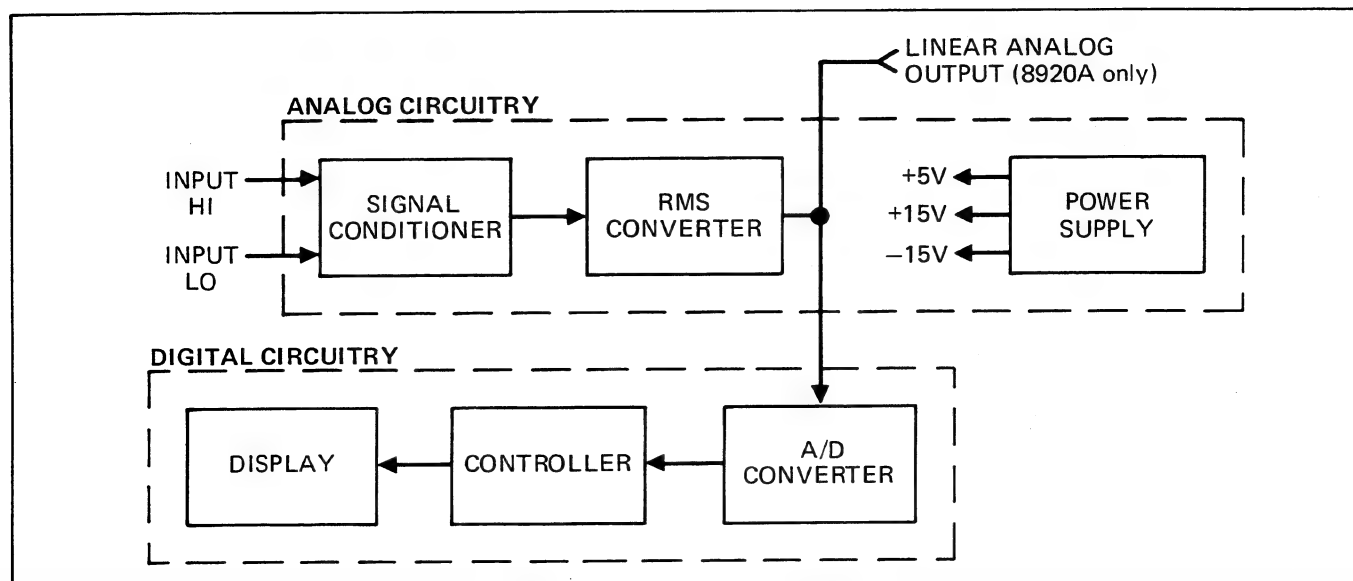 LINEAR ANALOG
OUTPUT (8920A only)
ANALOG CIRCUITRY
INPUT
HI
INPUT
LO
SIGNAL
CONDITIONER
RMS
CONVERTER
+5V
+15V
−15V
POWER
SUPPLY
DIGITAL CIRCUITRY
DISPLAY
CONTROLLER
A/D
CONVERTER